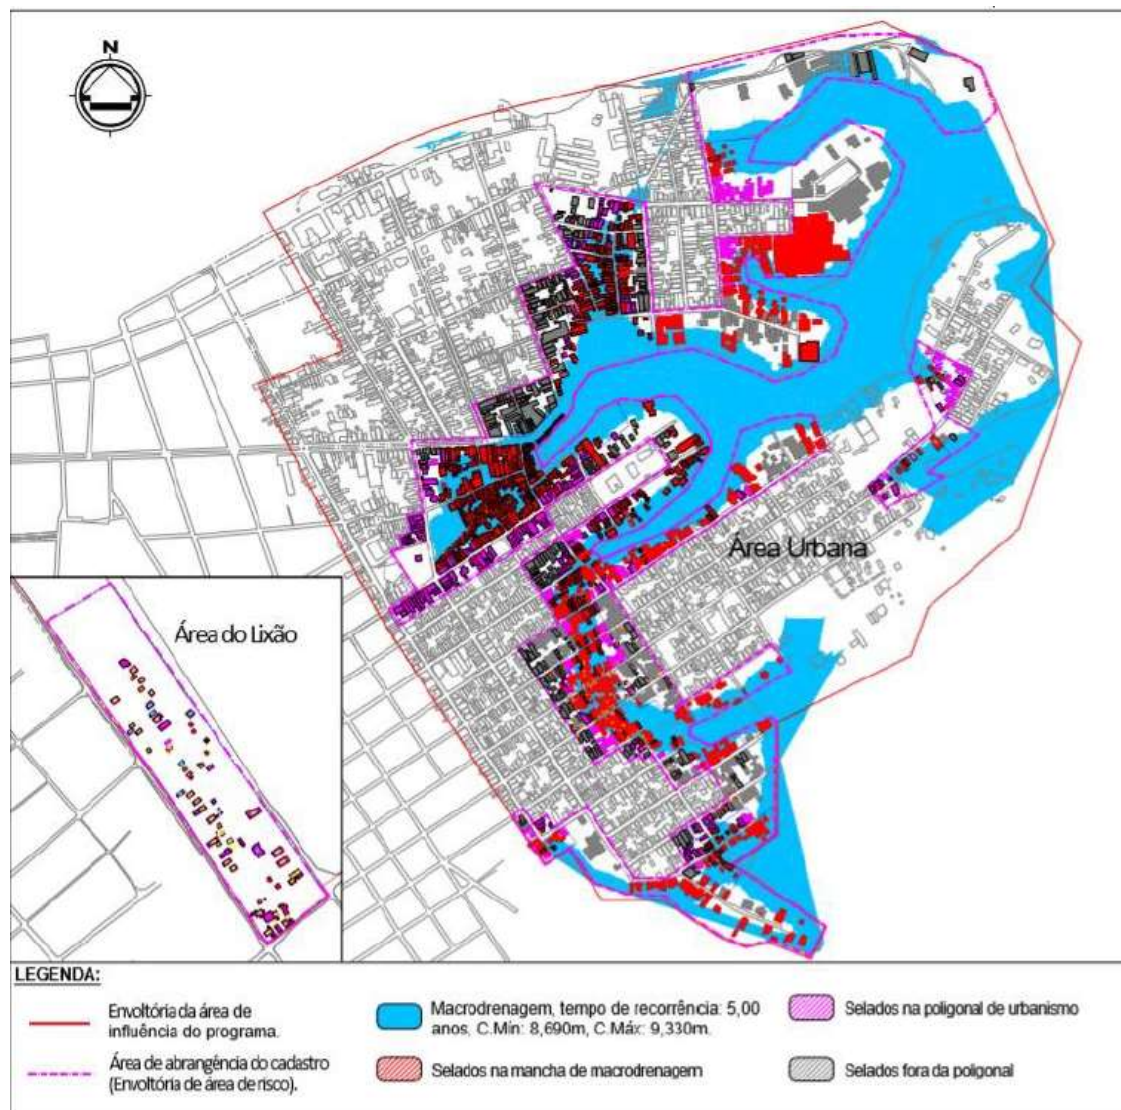 N
Área Urbana
Área do Lixão
LEGENDA:
Envoltória da área de
influência do programa.
Área de abrangência do cadastro
(Envoltória de área de risco).
Macrodrenagem, tempo de recorrência: 5,00
anos, C.Mín: 8,690m, C.Máx: 9,330m.
Selados na mancha de macrodrenagem
Selados na poligonal de urbanismo
Selados fora da poligonal